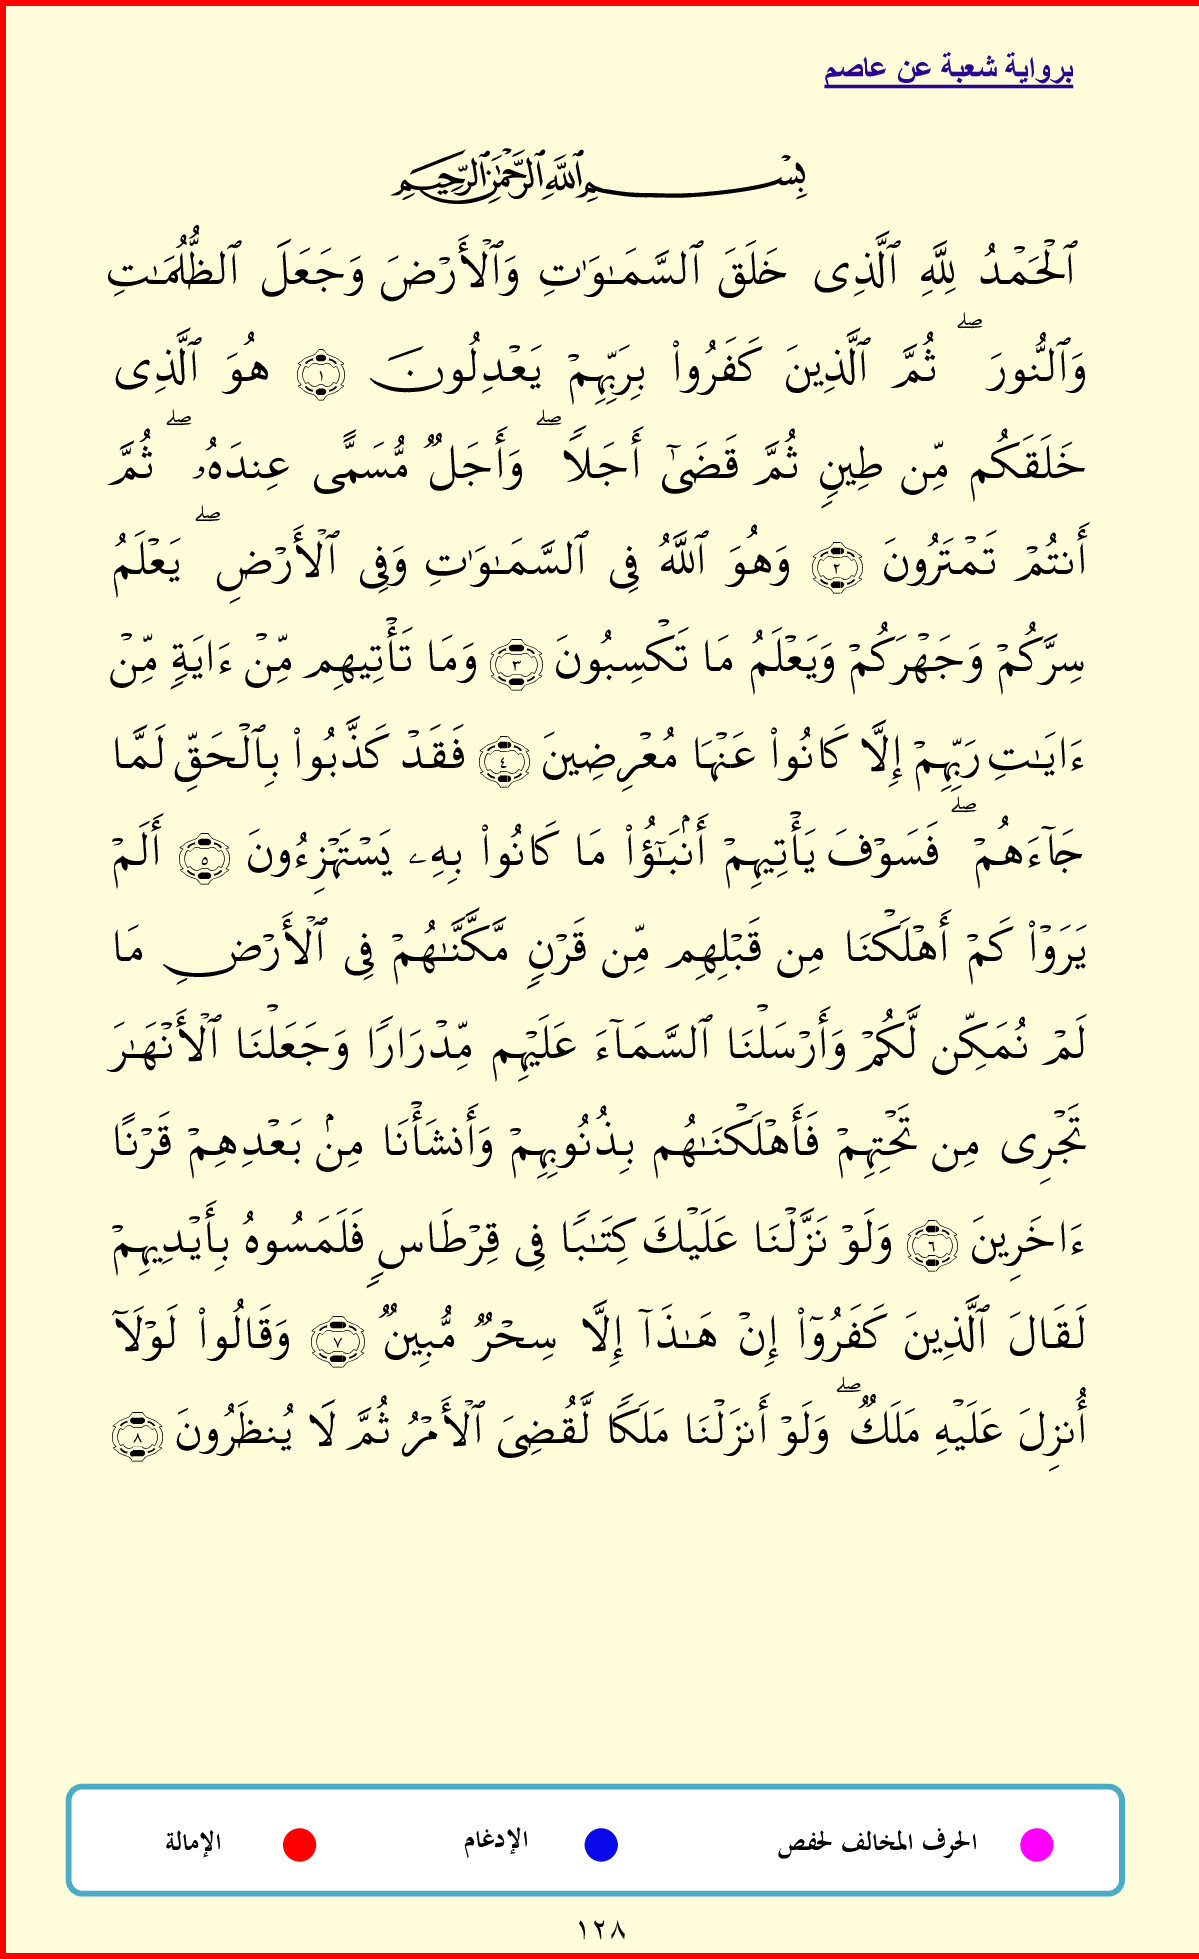 برواية شعبة عن عاصم
بِسْمِ ٱللَّهِ ٱلرَّحْمَٰنِ ٱلرَّحِيمِ
ٱلْحَمْدُ لِلَّهِ ٱلَّذِى خَلَقَ ٱلسَّمَٰوَٰتِ وَٱلْأَرْضَ وَجَعَلَ ٱلظُّلُمَٰتِ
وَٱلنُّورَ ۖ ثُمَّ ٱلَّذِينَ كَفَرُوا۟ بِرَبِّهِمْ يَعْدِلُونَ ١ هُوَ ٱلَّذِى
خَلَقَكُم مِّن طِينٍ ثُمَّ قَضَىٰٓ أَجَلًا ۖ وَأَجَلٌ مُّسَمًّى عِندَهُۥ ۖ ثُمَّ
أَنتُمْ تَمْتَرُونَ ٢ وَهُوَ ٱللَّهُ فِى ٱلسَّمَٰوَٰتِ وَفِى ٱلْأَرْضِ ۖ يَعْلَمُ
سِرَّكُمْ وَجَهْرَكُمْ وَيَعْلَمُ مَا تَكْسِبُونَ ٣ وَمَا تَأْتِيهِم مِّنْ ءَايَةٍ مِّنْ
ءَايَٰتِ رَبِّهِمْ إِلَّا كَانُوا۟ عَنْهَا مُعْرِضِينَ ٤ فَقَدْ كَذَّبُوا۟ بِٱلْحَقِّ لَمَّا
جَآءَهُمْ ۖ فَسَوْفَ يَأْتِيهِمْ أَنۢبَٰٓؤُا۟ مَا كَانُوا۟ بِهِۦ يَسْتَهْزِءُونَ ٥ أَلَمْ
يَرَوْا۟ كَمْ أَهْلَكْنَا مِن قَبْلِهِم مِّن قَرْنٍ مَّكَّنَّٰهُمْ فِى ٱلْأَرْضِ مَا
لَمْ نُمَكِّن لَّكُمْ وَأَرْسَلْنَا ٱلسَّمَآءَ عَلَيْهِم مِّدْرَارًا وَجَعَلْنَا ٱلْأَنْهَٰرَ
تَجْرِى مِن تَحْتِهِمْ فَأَهْلَكْنَٰهُم بِذُنُوبِهِمْ وَأَنشَأْنَا مِنۢ بَعْدِهِمْ قَرْنًا
ءَاخَرِينَ ٦ وَلَوْ نَزَّلْنَا عَلَيْكَ كِتَٰبًا فِى قِرْطَاسٍ فَلَمَسُوهُ بِأَيْدِيهِمْ
لَقَالَ ٱلَّذِينَ كَفَرُوٓا۟ إِنْ هَٰذَآ إِلَّا سِحْرٌ مُّبِينٌ ٧ وَقَالُوا۟ لَوْلَآ
أُنزِلَ عَلَيْهِ مَلَكٌ ۖ وَلَوْ أَنزَلْنَا مَلَكًا لَّقُضِىَ ٱلْأَمْرُ ثُمَّ لَا يُنظَرُونَ ٨
الحرف المخالف لحفص الإدغام الإمالة
١٢٨